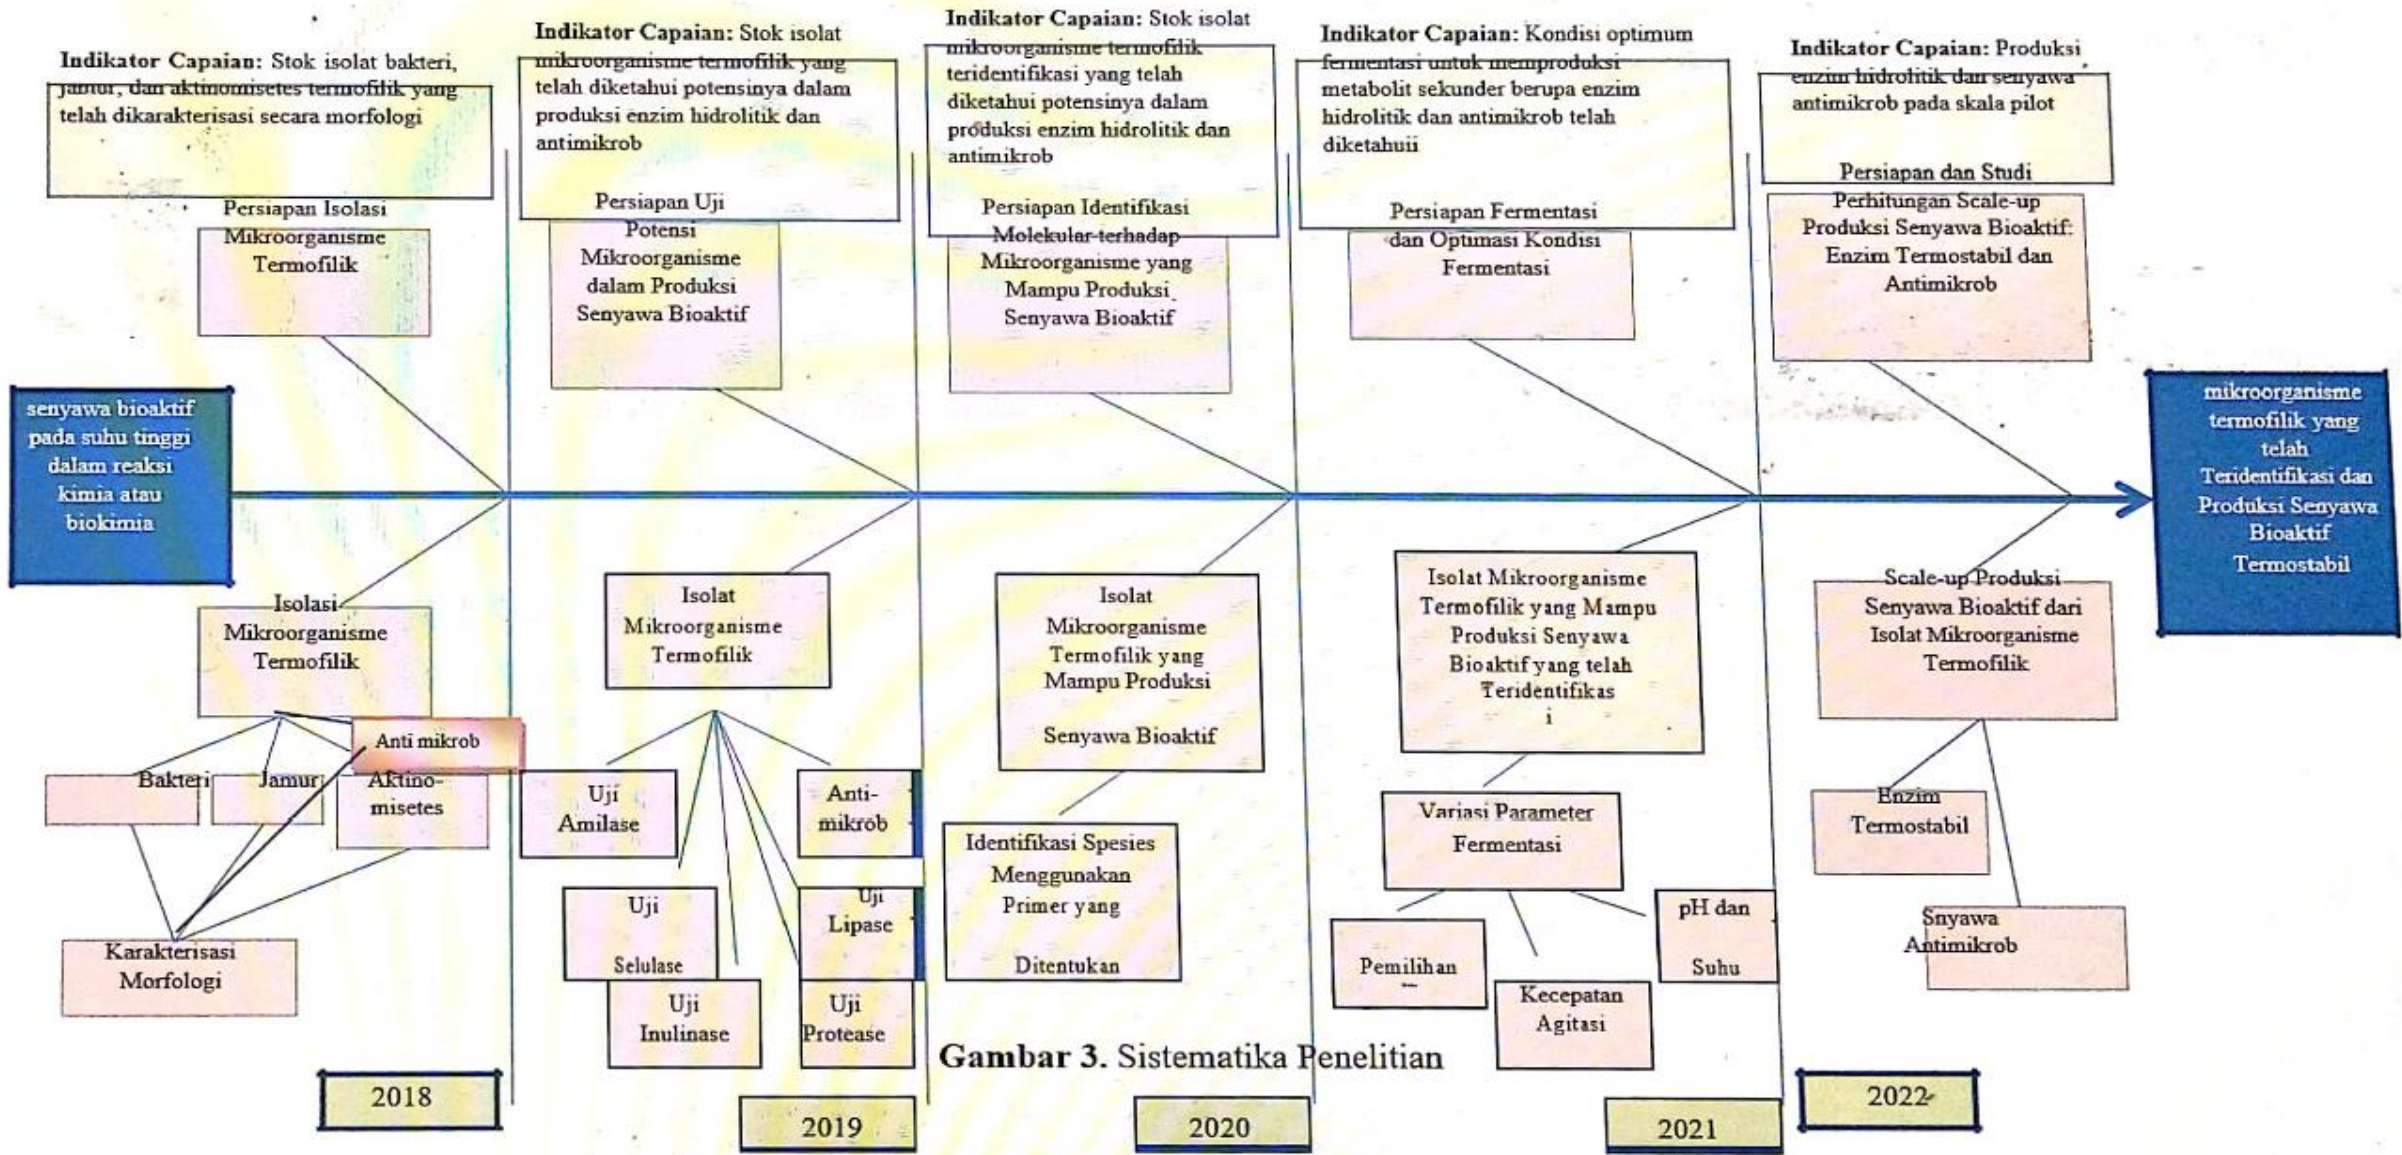 Indikator Capaian: Stok isolat bakteri,
jamur, dan aktinomisetes termofilik yang
telah dikarakterisasi secara morfologi
Indikator Capaian: Stok isolat
mikroorganisme termofilik yang
telah diketahui potensinya dalam
produksi enzim hidrolitik dan
antimikrob
Indikator Capaian: Stok isolat
mikroorganisme termofilik
teridentifikasi yang telah
diketahui potensinya dalam
produksi enzim hidrolitik dan
antimikrob
Indikator Capaian: Kondisi optimum
fermentasi untuk memproduksi
metabolit sekunder berupa enzim
hidrolitik dan antimikrob telah
diketahuii
Indikator Capaian: Produksi
enzim hidrolitik dan senyawa
antimikrob pada skala pilot
Persiapan Isolasi
Mikroorganisme
Termofilik
Persiapan Uji
Potensi
Mikroorganisme
dalam Produksi
Senyawa Bioaktif
Persiapan Identifikasi
Molekular terhadap
Mikroorganisme yang
Mampu Produksi
Senyawa Bioaktif
Persiapan Fermentasi
dan Optimasi Kondisi
Fermentasi
Persiapan dan Studi
Perhitungan Scale-up
Produksi Senyawa Bioaktif:
Enzim Termostabil dan
Antimikrob
senyawa bioaktif
pada suhu tinggi
dalam reaksi
kimia atau
biokimia
mikroorganisme
termofilik yang
telah
Teridentifikasi dan
Produksi Senyawa
Bioaktif
Termostabil
Isolasi
Mikroorganisme
Termofilik
Anti mikrob
Bakteri
Jamur
Aktino-
misetes
Karakterisasi
Morfologi
Isolat
Mikroorganisme
Termofilik
Uji
Amilase
Anti-
mikrob
Uji
Selulase
Uji
Lipase
Uji
Inulinase
Uji
Protease
Isolat
Mikroorganisme
Termofilik yang
Mampu Produksi
Senyawa Bioaktif
Identifikasi Spesies
Menggunakan
Primer yang
Ditentukan
Isolat Mikroorganisme
Termofilik yang Mampu
Produksi Senyawa
Bioaktif yang telah
Teridentifikas
i
Variasi Parameter
Fermentasi
Pemilihan
Kecepatan
Agitasi
pH dan
Suhu
Scale-up Produksi
Senyawa Bioaktif dari
Isolat Mikroorganisme
Termofilik
Enzim
Termostabil
Snyawa
Antimikrob
Gambar 3. Sistematika Penelitian
2018
2019
2020
2021
2022